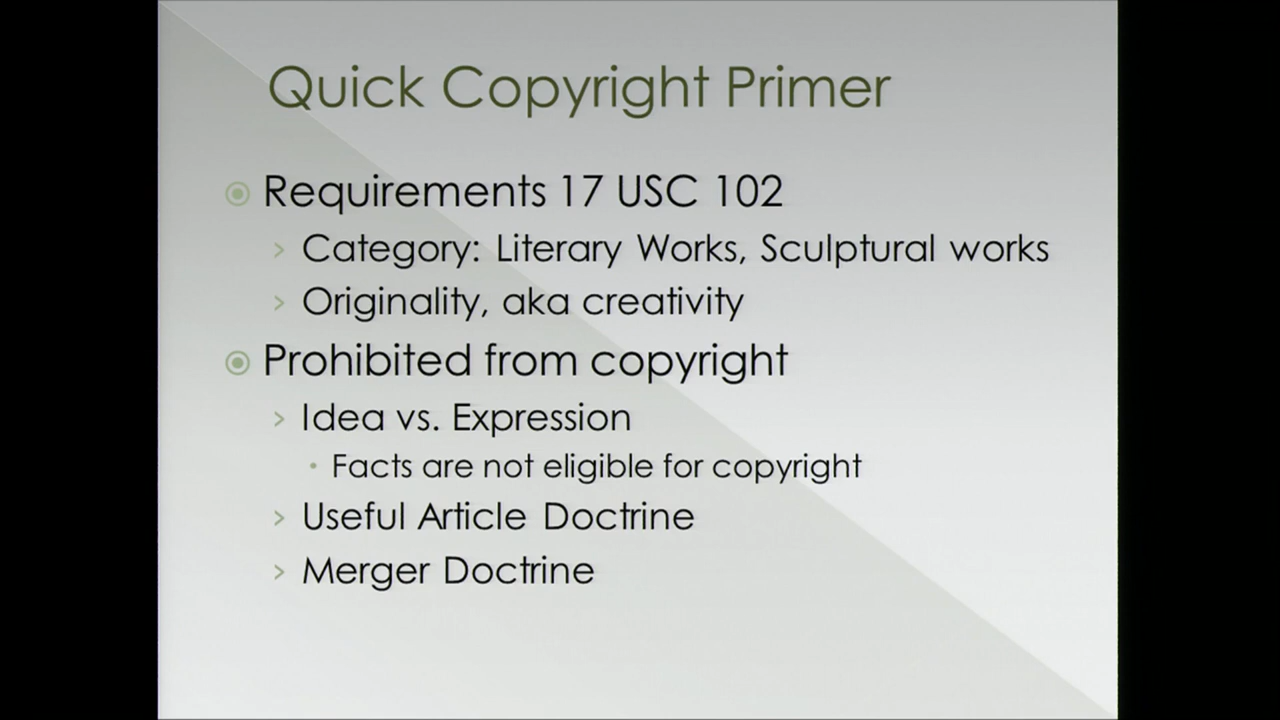 Quick Copyright Primer
Requirements 17 USC 102
Category: Literary Works, Sculptural works
Originality, aka creativity
Prohibited from copyright
Idea vs. Expression
Facts are not eligible for copyright
Useful Article Doctrine
Merger Doctrine